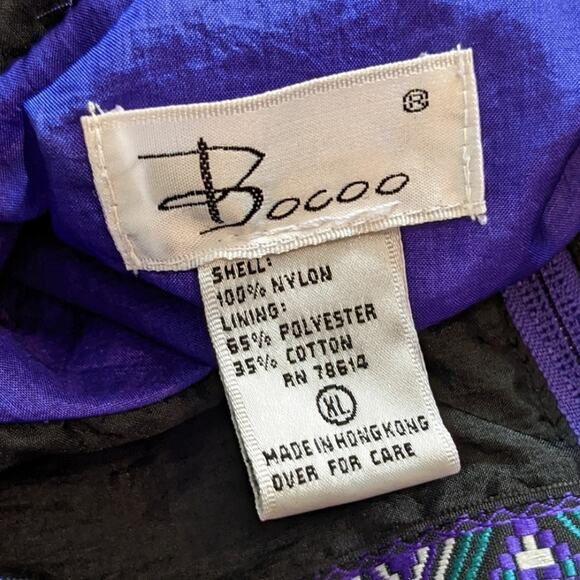 ®
Bocoo
SHELL:
100% NYLON
LINING:
65% POLYESTER
35% COTTON
RN 78614
XL
MADE IN HONG KONG
OVER FOR CARE